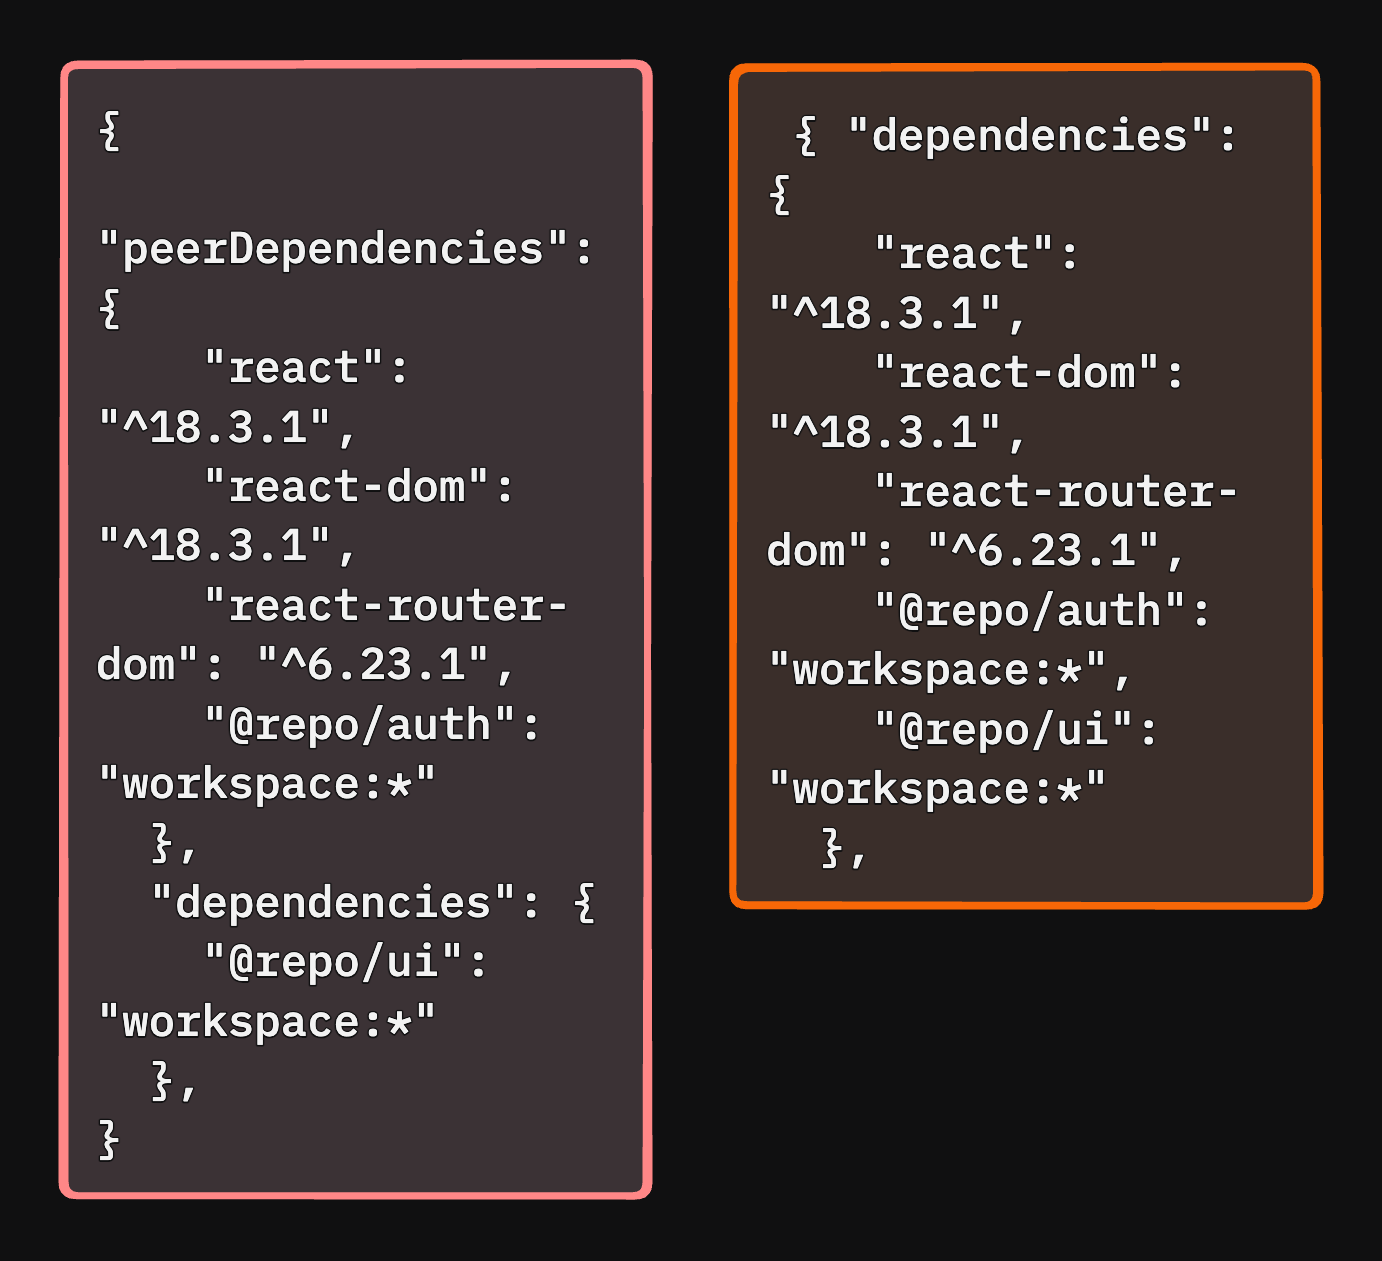 {

"peerDependencies":
{
    "react":
"^18.3.1",
    "react-dom":
"^18.3.1",
    "react-router-
dom": "^6.23.1",
    "@repo/auth":
"workspace:*"
  },
  "dependencies": {
    "@repo/ui":
"workspace:*"
  },
}
 { "dependencies":
{
    "react":
"^18.3.1",
    "react-dom":
"^18.3.1",
    "react-router-
dom": "^6.23.1",
    "@repo/auth":
"workspace:*",
    "@repo/ui":
"workspace:*"
  },